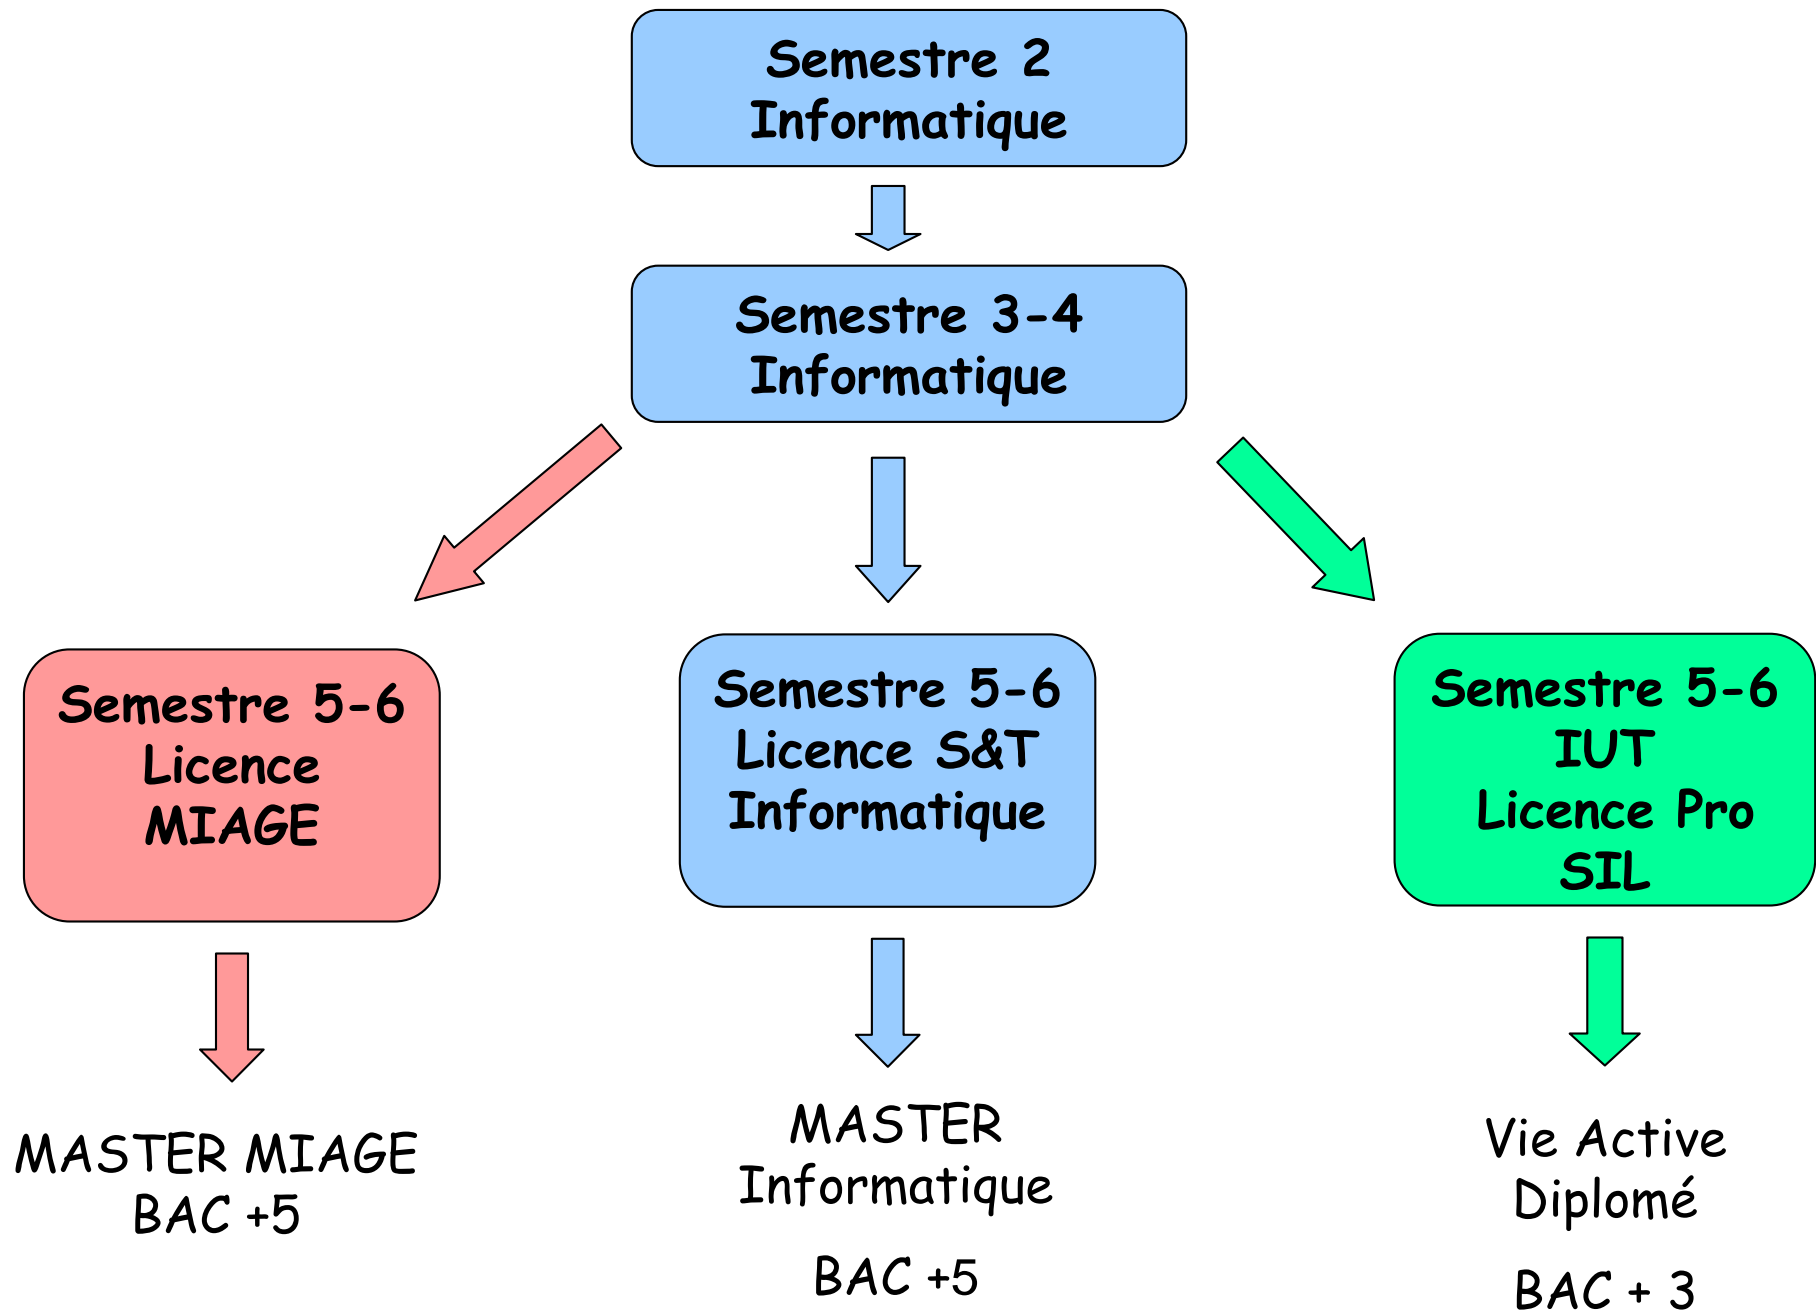 Semestre 2
Informatique
Semestre 3-4
Informatique
Semestre 5-6
Licence
MIAGE
Semestre 5-6
Licence S&T
Informatique
Semestre 5-6
IUT
Licence Pro
SIL
MASTER MIAGE
BAC +5
MASTER
Informatique
BAC +5
Vie Active
Diplomé
BAC + 3